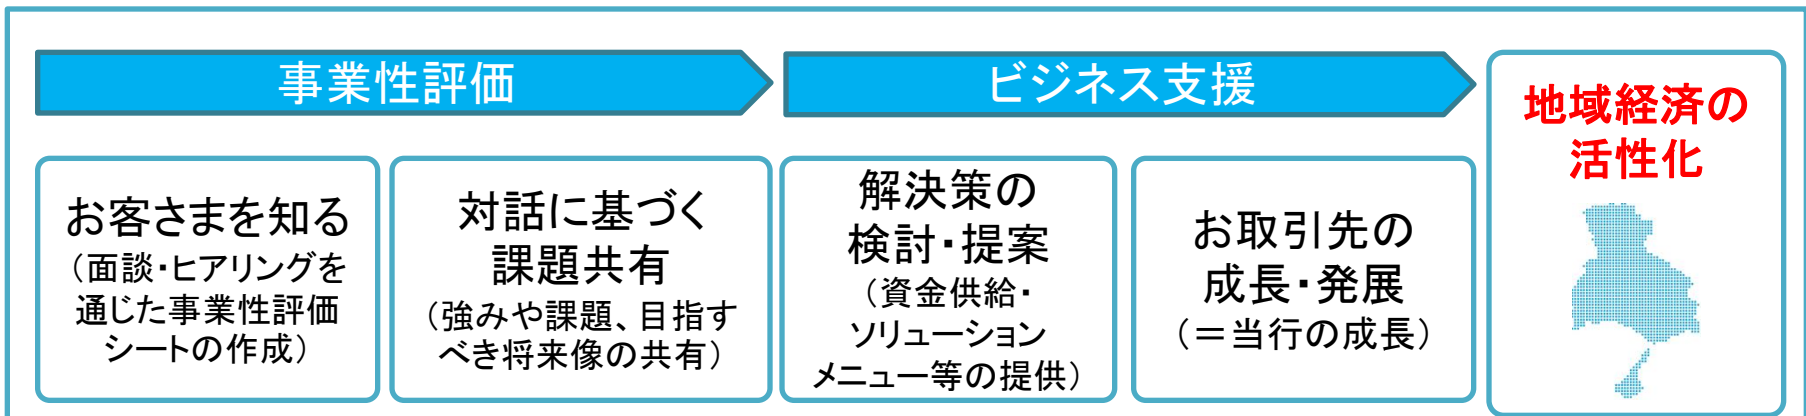 事業性評価
ビジネス支援
お客さまを知る
（面談・ヒアリングを
通じた事業性評価
シートの作成）
対話に基づく
課題共有
（強みや課題、目指す
べき将来像の共有）
解決策の
検討・提案
（資金供給・
ソリューション
メニュー等の提供）
お取引先の
成長・発展
（＝当行の成長）
地域経済の
活性化